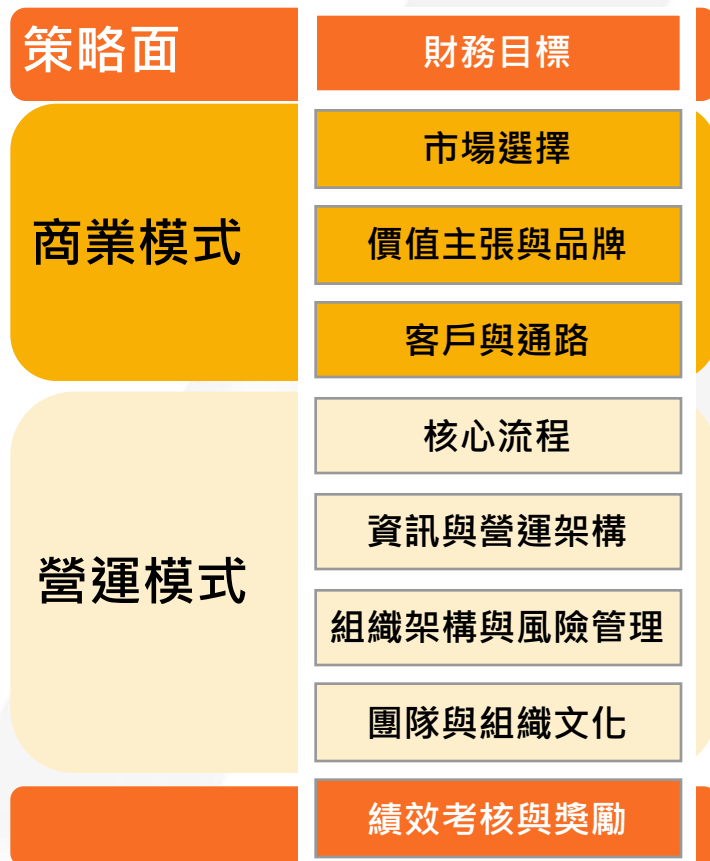 策略面
財務目標
商業模式
市場選擇
價值主張與品牌
客戶與通路
營運模式
核心流程
資訊與營運架構
組織架構與風險管理
團隊與組織文化
績效考核與獎勵